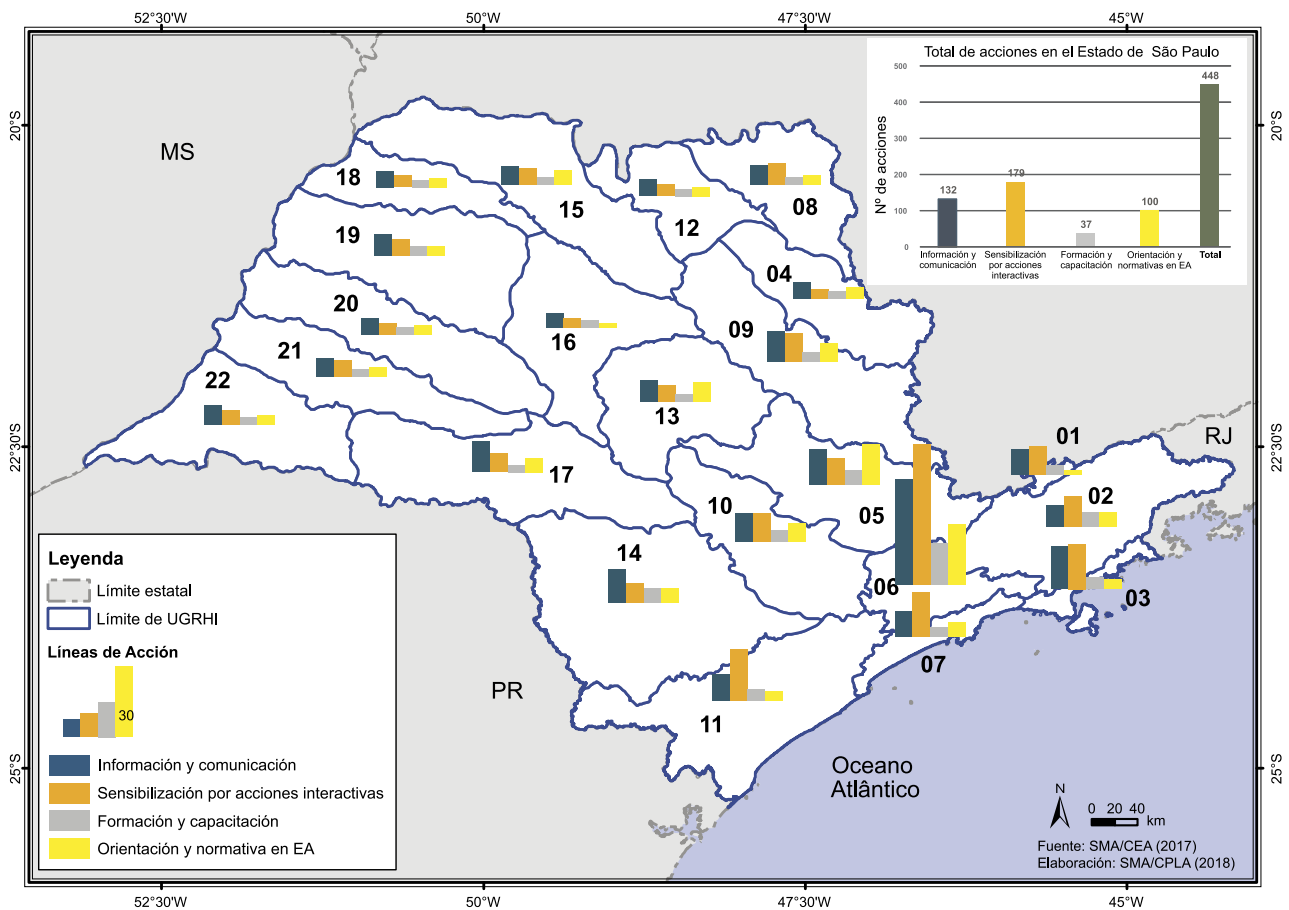 52°30'W 50°W 47°30'W 45°W
20°S
22°30'S
25°S
20°S
22°30'S
25°S
MS
RJ
PR
Total de acciones en el Estado de São Paulo
Nº de acciones
500
400
300
200
100
0
132
179
37
100
448
Información y
comunicación
Sensibilización
por acciones
interactivas
Formación y
capacitación
Orientación y
normativas en EA
Total
18
15
12
08
19
04
20
16
09
21
22
13
01
17
02
10
05
14
06
03
07
11
Leyenda
Límite estatal
Límite de UGRHI
Líneas de Acción
30
Información y comunicación
Sensibilización por acciones interactivas
Formación y capacitación
Orientación y normativa en EA
Oceano
Atlântico
N
0 20 40
km
Fuente: SMA/CEA (2017)
Elaboración: SMA/CPLA (2018)
52°30'W 50°W 47°30'W 45°W